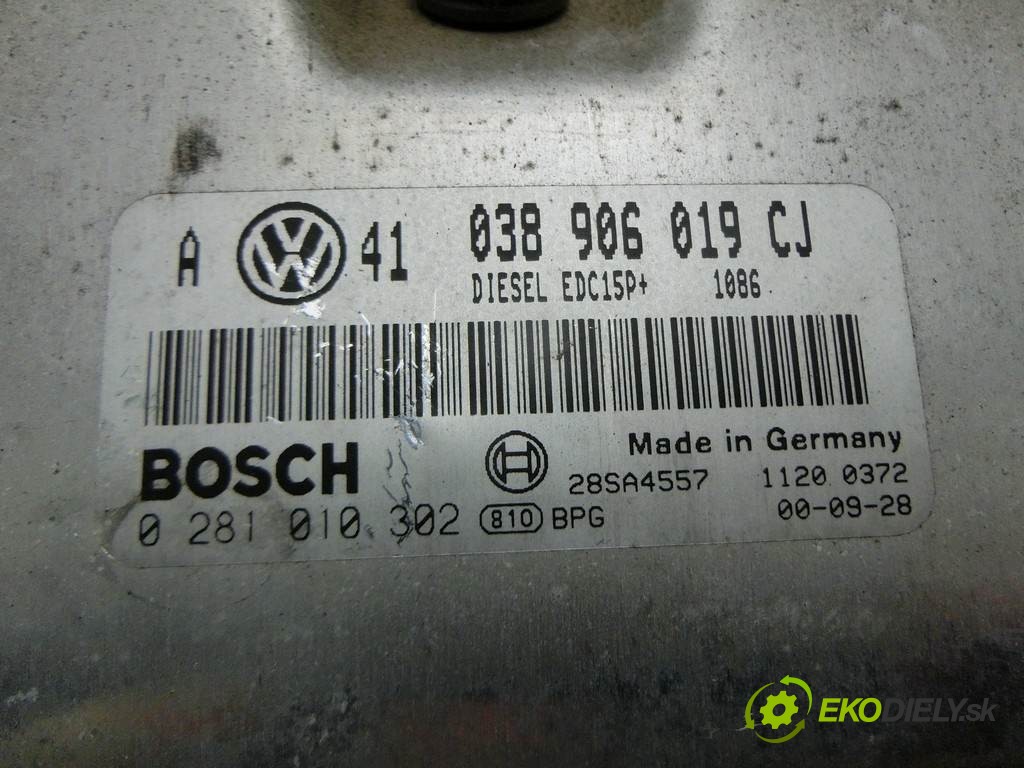 A 41 038 906 019 CJ
DIESEL EDC15P+ 1086
BOSCH Made in Germany
28SA4557 1120 0372
0 281 010 302 810 BPG 00-09-28
EKODIELY.sk